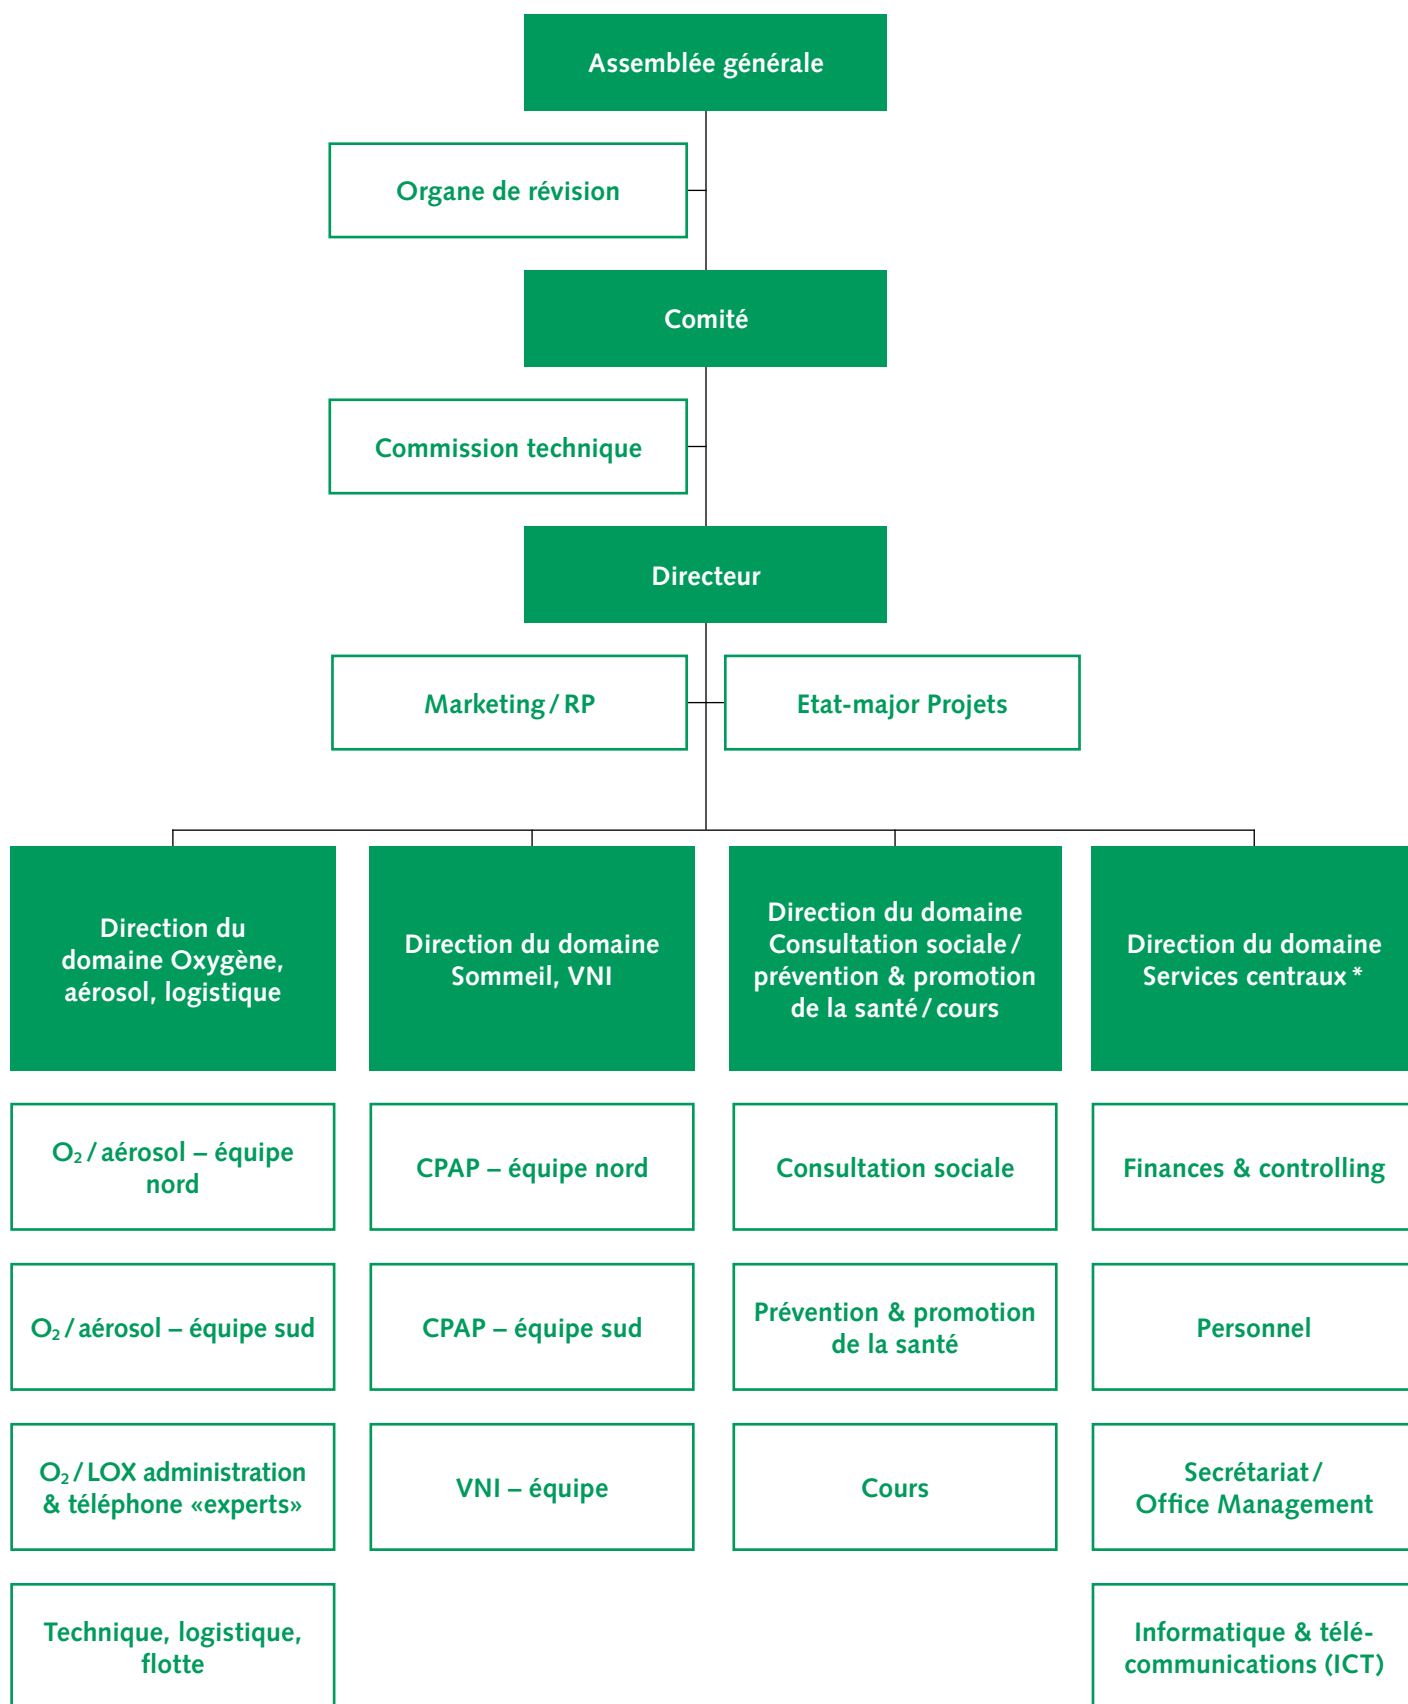 Assemblée générale
Organe de révision
Comité
Commission technique
Directeur
Marketing / RP
Etat-major Projets
Direction du
domaine Oxygène,
aérosol, logistique
Direction du domaine
Sommeil, VNI
Direction du domaine
Consultation sociale /
prévention & promotion
de la santé / cours
Direction du domaine
Services centraux *
O₂ / aérosol – équipe
nord
CPAP – équipe nord
Consultation sociale
Finances & controlling
O₂ / aérosol – équipe sud
CPAP – équipe sud
Prévention & promotion
de la santé
Personnel
O₂ / LOX administration
& téléphone «experts»
VNI – équipe
Cours
Secrétariat /
Office Management
Technique, logistique,
flotte
Informatique & télé-
communications (ICT)